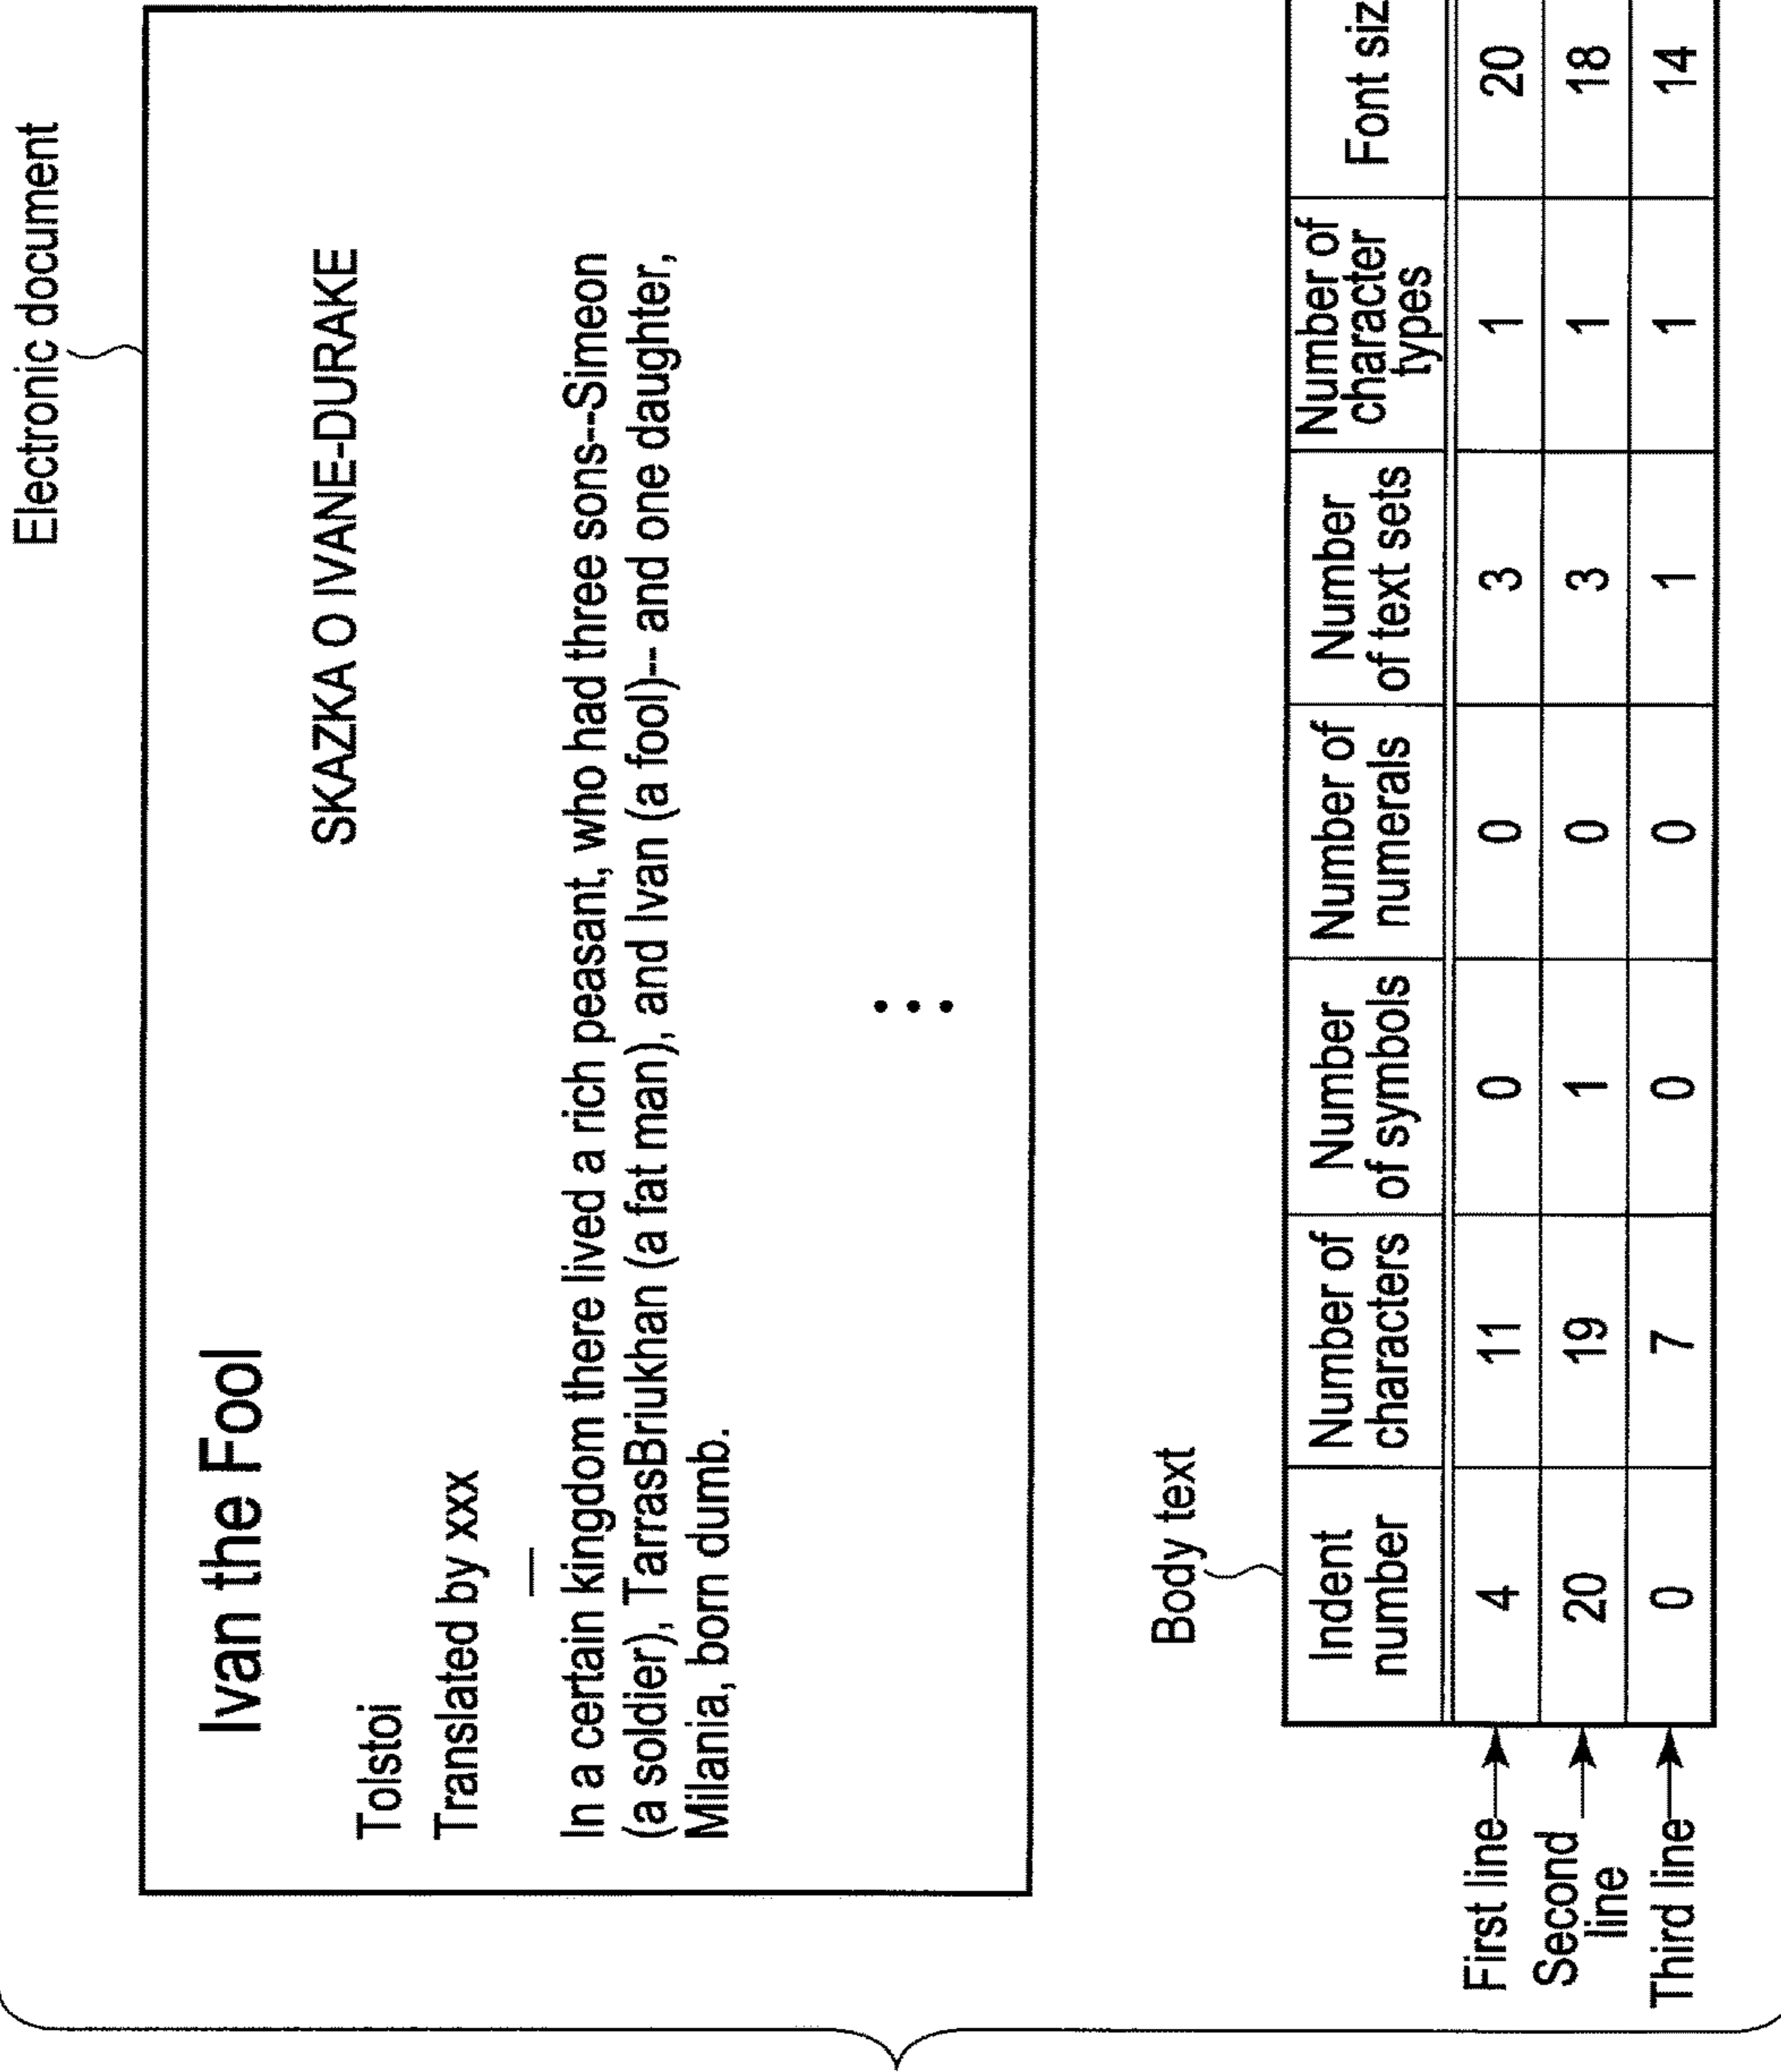 Electronic document
Ivan the Fool
SKAZKA O IVANE-DURAKE
Tolstoi
Translated by xxx
—
In a certain kingdom there lived a rich peasant, who had three sons--Simeon
(a soldier), TarrasBriukhan (a fat man), and Ivan (a fool)-- and one daughter,
Milania, born dumb.
Body text
Indent number | Number of characters | Number of symbols | Number of numerals | Number of text sets | Number of character types | Font siz
First line 4 11 0 0 3 1 20
Second line 20 19 1 0 3 1 18
Third line 0 7 0 0 1 1 14